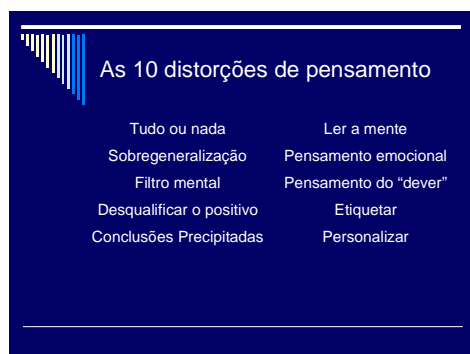 As 10 distorções de pensamento
Tudo ou nada
Sobregeneralização
Filtro mental
Desqualificar o positivo
Conclusões Precipitadas
Ler a mente
Pensamento emocional
Pensamento do “dever”
Etiquetar
Personalizar